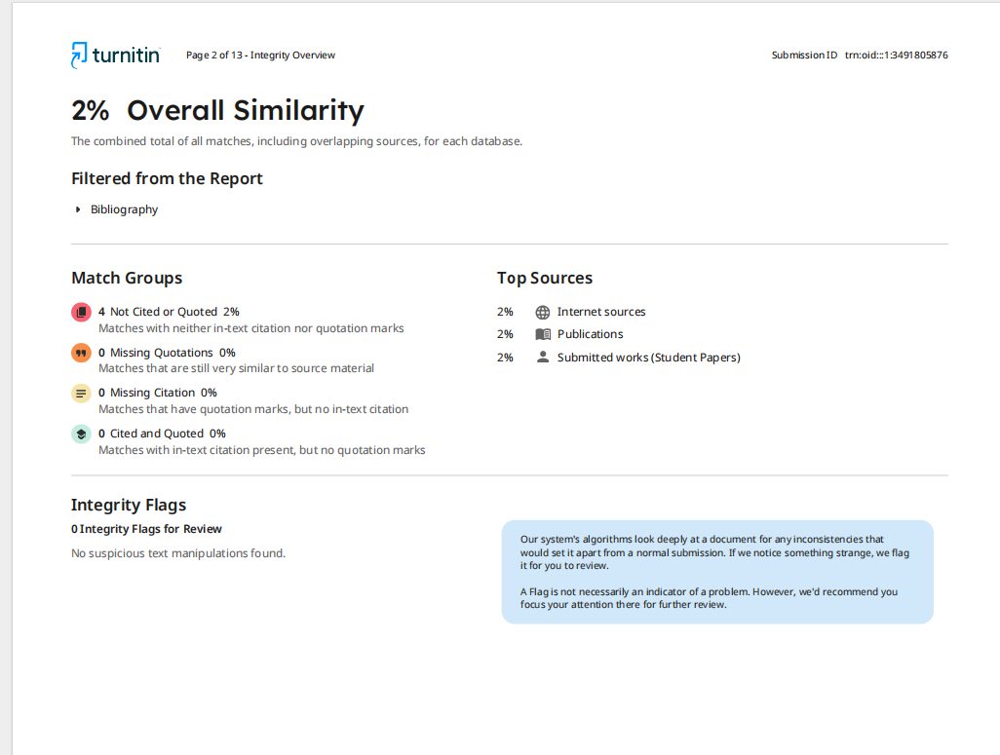 turnitin Page 2 of 13 - Integrity Overview Submission ID trn:oid:::1:3491805876
2% Overall Similarity
The combined total of all matches, including overlapping sources, for each database.
Filtered from the Report
Bibliography
Match Groups
4 Not Cited or Quoted 2%
Matches with neither in-text citation nor quotation marks
0 Missing Quotations 0%
Matches that are still very similar to source material
0 Missing Citation 0%
Matches that have quotation marks, but no in-text citation
0 Cited and Quoted 0%
Matches with in-text citation present, but no quotation marks
Top Sources
2% Internet sources
2% Publications
2% Submitted works (Student Papers)
Integrity Flags
0 Integrity Flags for Review
No suspicious text manipulations found.
Our system's algorithms look deeply at a document for any inconsistencies that
would set it apart from a normal submission. If we notice something strange, we flag
it for you to review.
A Flag is not necessarily an indicator of a problem. However, we'd recommend you
focus your attention there for further review.